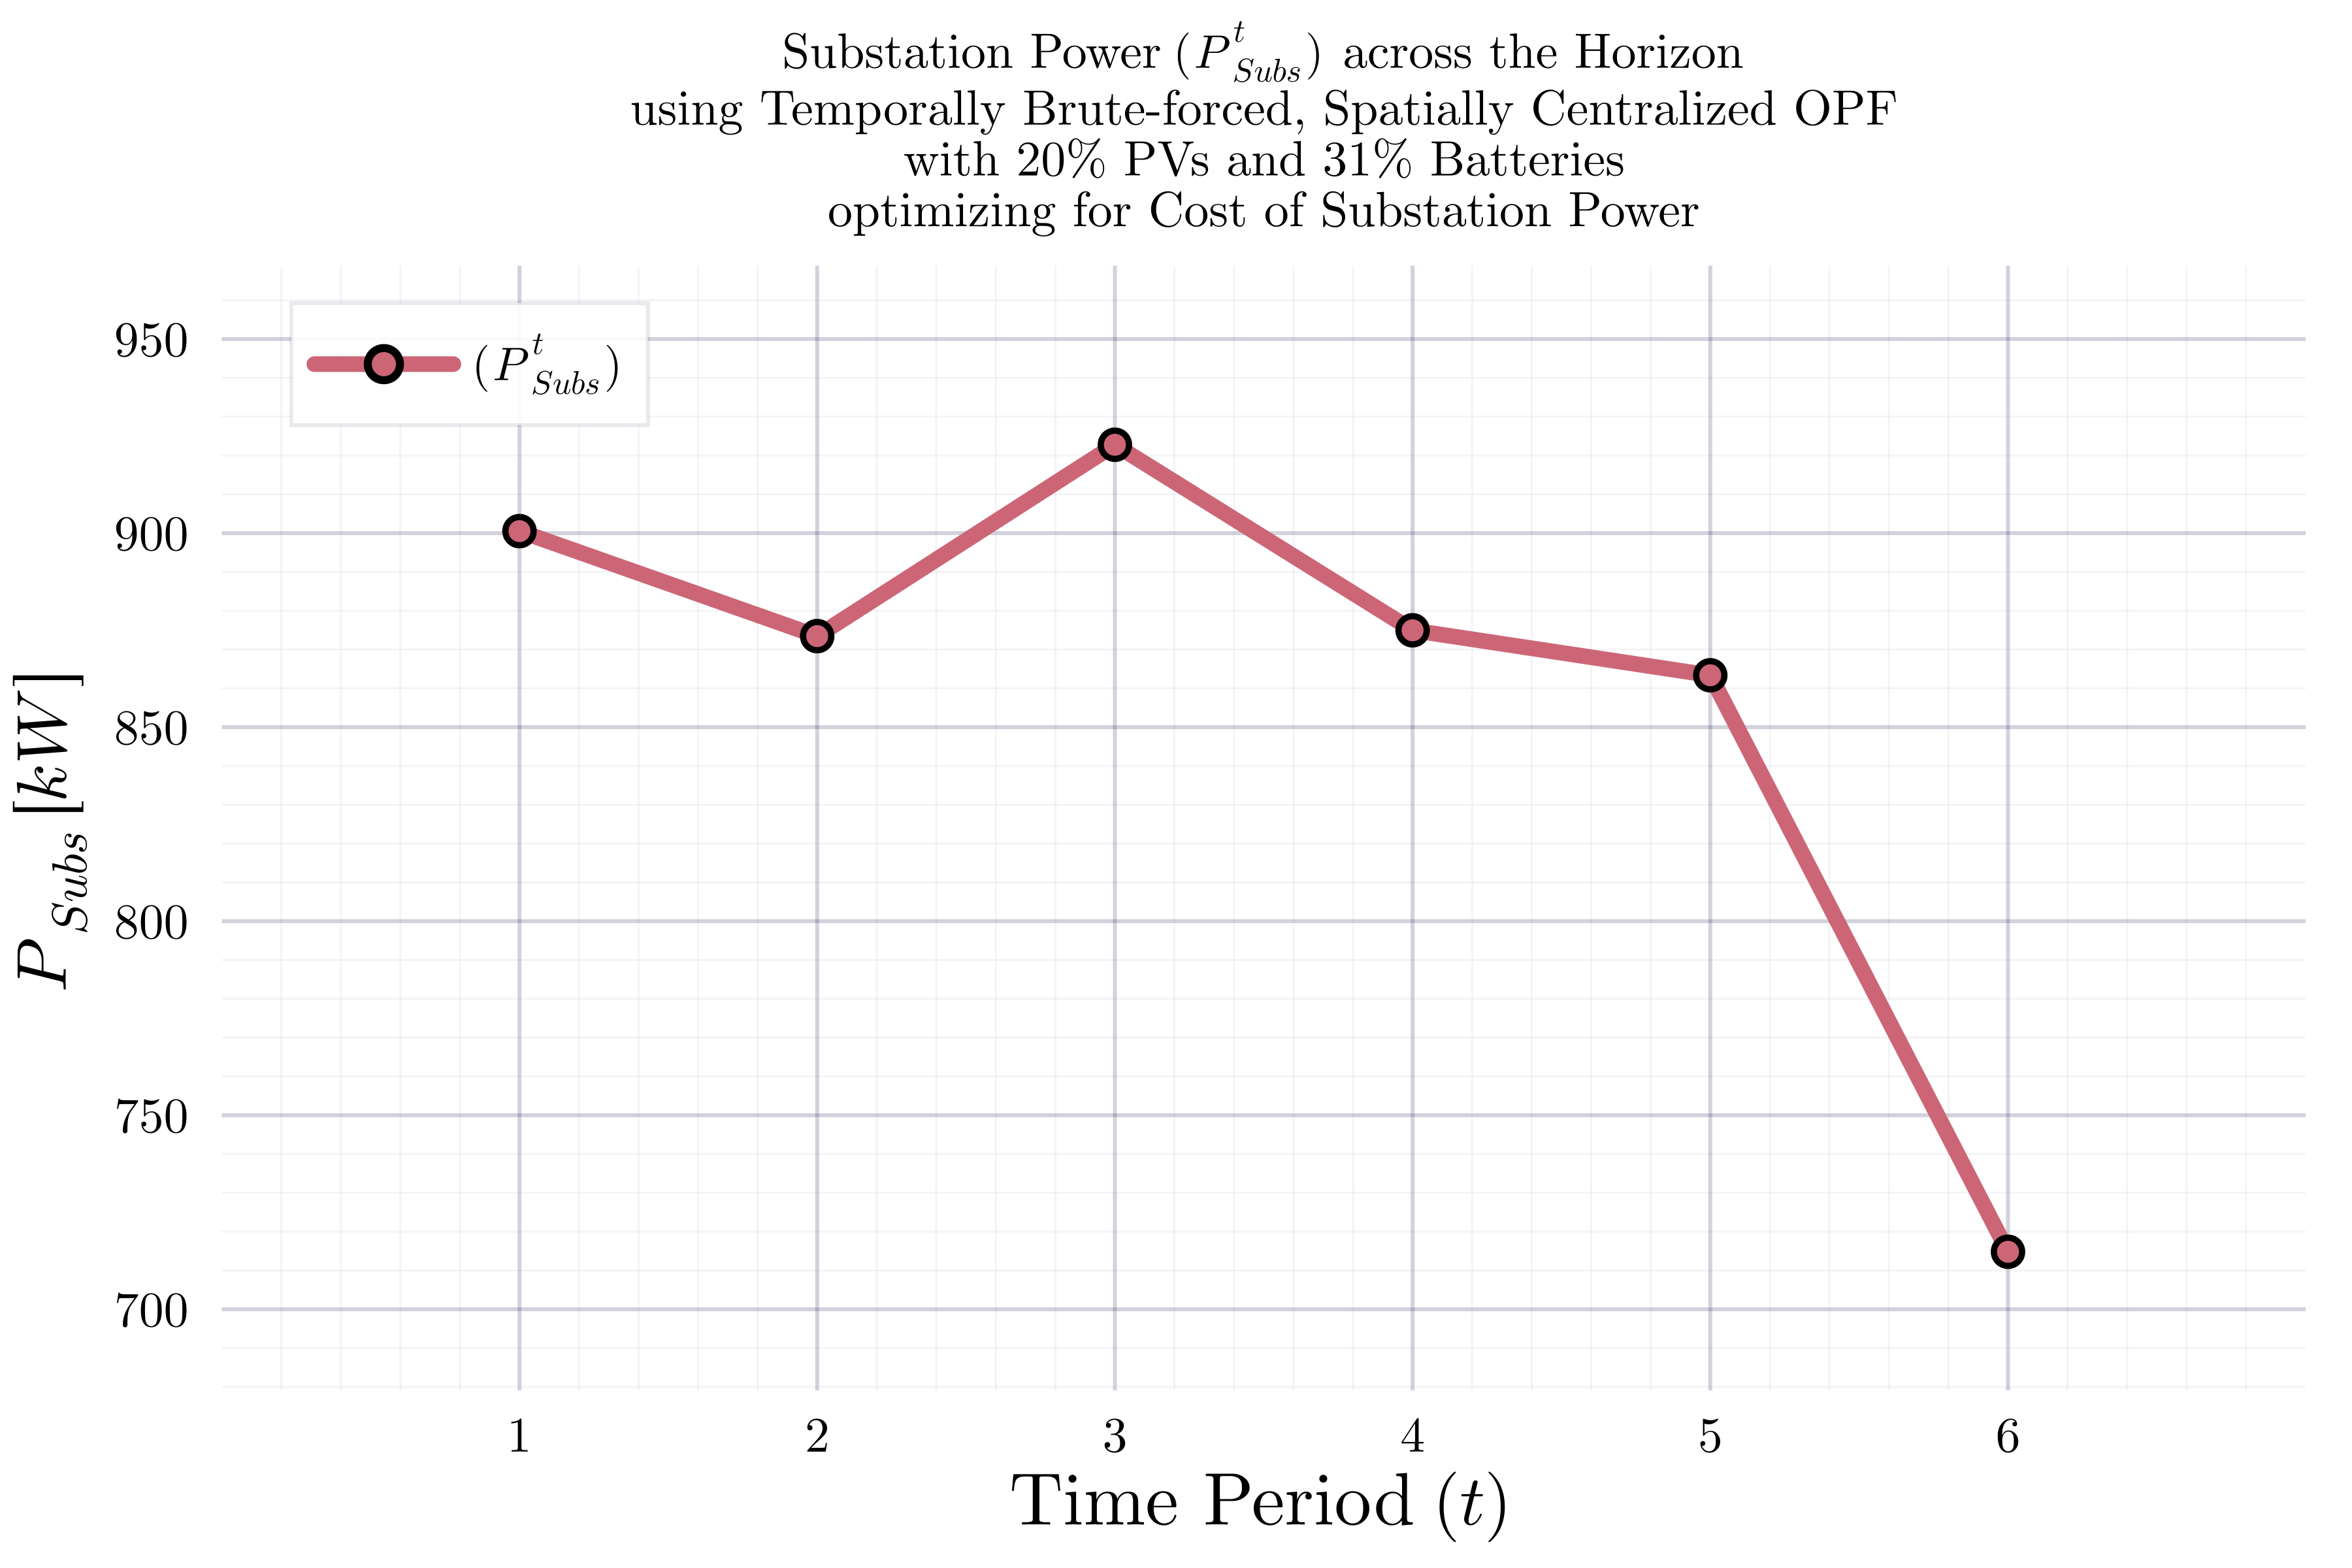 Substation Power (P^t_Subs) across the Horizon
using Temporally Brute-forced, Spatially Centralized OPF
with 20% PVs and 31% Batteries
optimizing for Cost of Substation Power
(P^t_Subs)
950
900
850
800
750
700
P_Subs [kW]
1 2 3 4 5 6
Time Period (t)